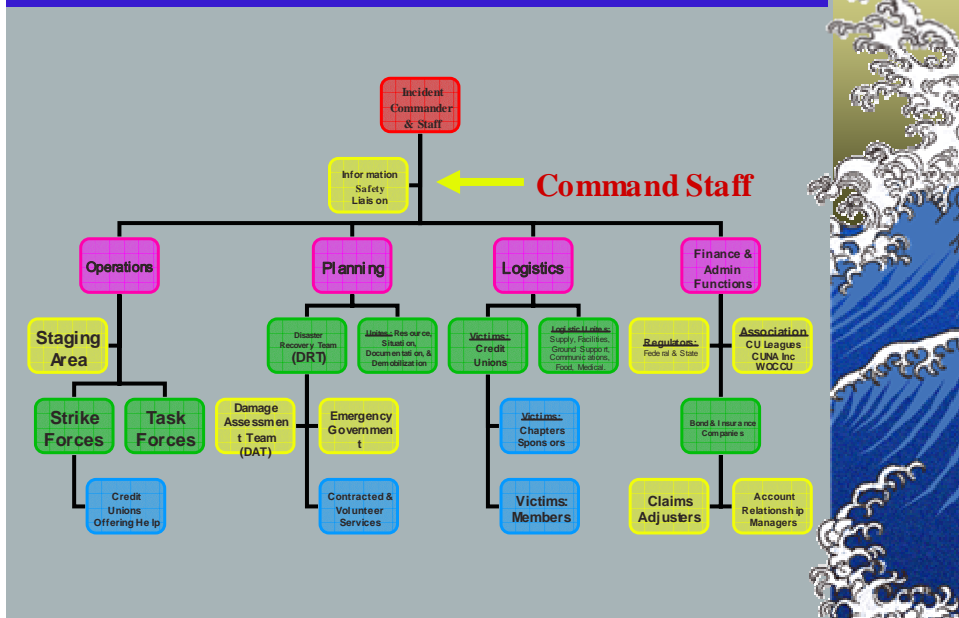 Incident
Commander
& Staff
Information
Safety
Liaison
Command Staff
Operations
Planning
Logistics
Finance &
Admin
Functions
Staging
Area
Disaster
Recovery Team
(DRT)
Unites: Resource,
Situation,
Documentation, &
Demobilization
Victims:
Credit
Unions
Logistic Unites:
Supply, Facilities,
Ground Support,
Communications,
Food, Medical,
Regulators:
Federal & State
Association
CU Leagues
CUNA Inc
WOCCU
Strike
Forces
Task
Forces
Damage
Assessmen
t Team
(DAT)
Emergency
Governmen
t
Victims:
Chapters
Sponsors
Bond & Insurance
Companies
Credit
Unions
Offering Help
Contracted &
Volunteer
Services
Victims:
Members
Claims
Adjusters
Account
Relationship
Managers